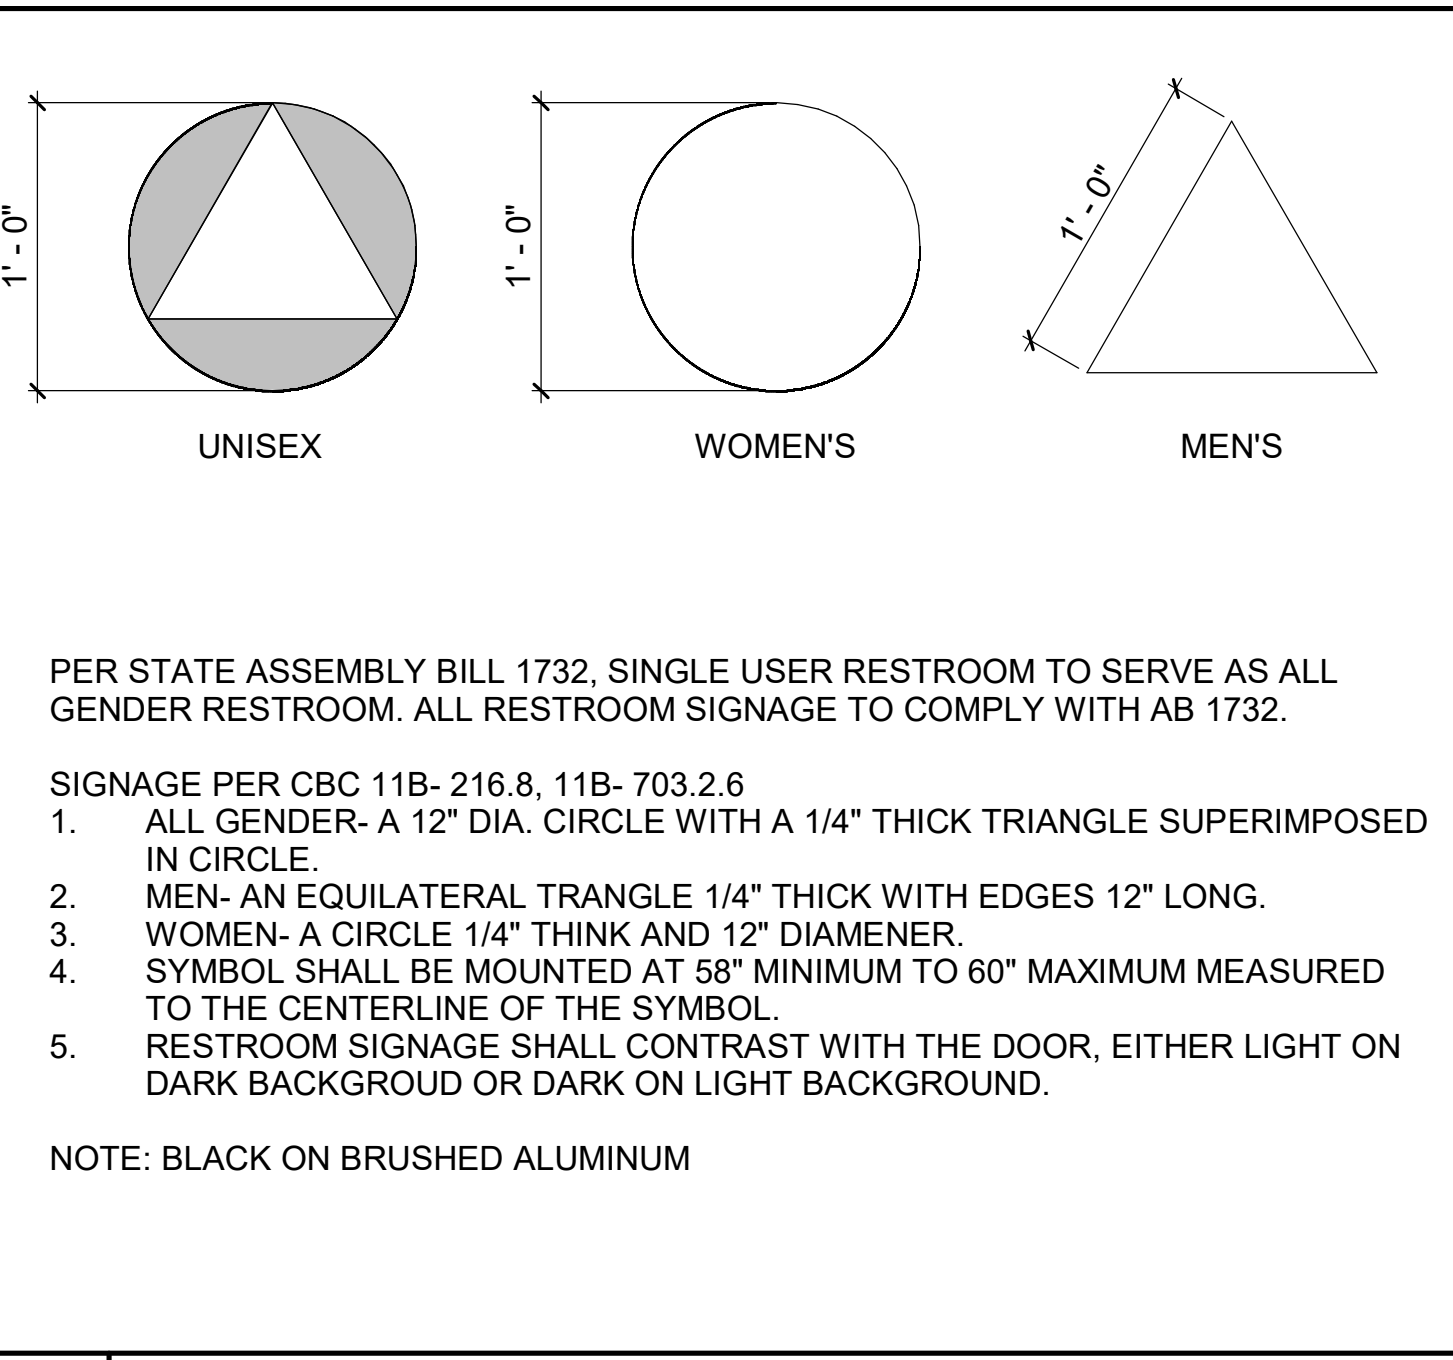 1' - 0"
1' - 0"
1' - 0"
UNISEX
WOMEN'S
MEN'S
PER STATE ASSEMBLY BILL 1732, SINGLE USER RESTROOM TO SERVE AS ALL
GENDER RESTROOM. ALL RESTROOM SIGNAGE TO COMPLY WITH AB 1732.
SIGNAGE PER CBC 11B- 216.8, 11B- 703.2.6
1. ALL GENDER- A 12" DIA. CIRCLE WITH A 1/4" THICK TRIANGLE SUPERIMPOSED
IN CIRCLE.
2. MEN- AN EQUILATERAL TRANGLE 1/4" THICK WITH EDGES 12" LONG.
3. WOMEN- A CIRCLE 1/4" THINK AND 12" DIAMENER.
4. SYMBOL SHALL BE MOUNTED AT 58" MINIMUM TO 60" MAXIMUM MEASURED
TO THE CENTERLINE OF THE SYMBOL.
5. RESTROOM SIGNAGE SHALL CONTRAST WITH THE DOOR, EITHER LIGHT ON
DARK BACKGROUD OR DARK ON LIGHT BACKGROUND.
NOTE: BLACK ON BRUSHED ALUMINUM